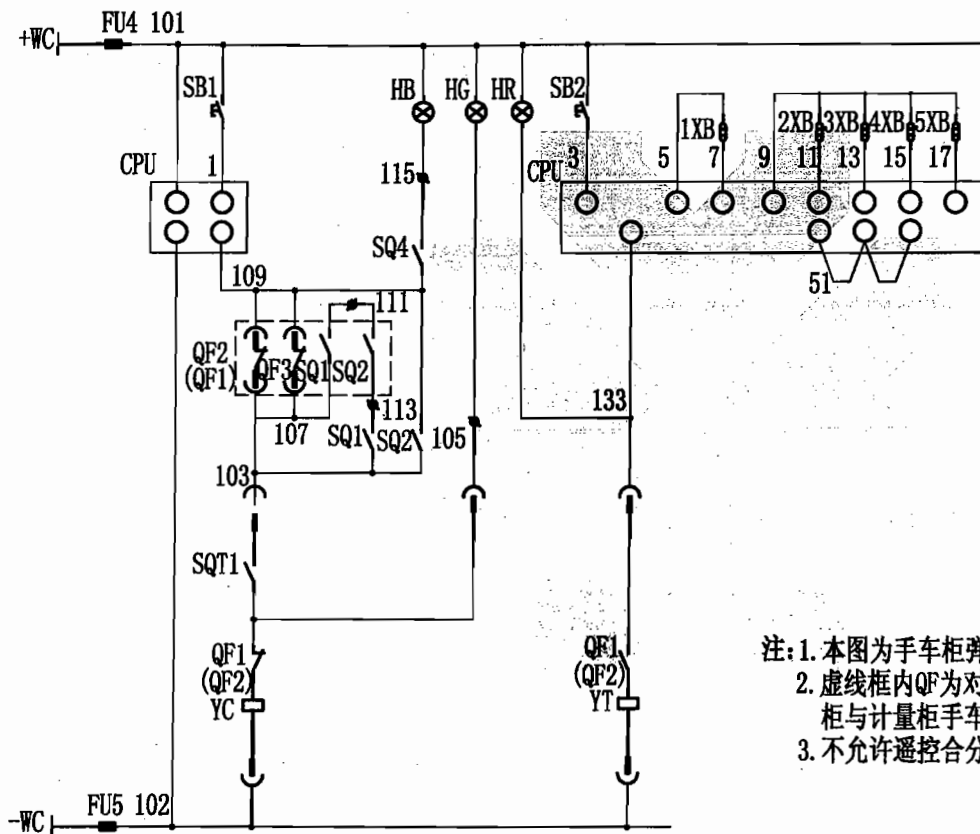 FU4 101
+WC
SB1
HB
HG
HR
SB2
1XB
2XB
3XB
4XB
5XB
CPU
1
115
CPU
3
5
7
9
11
13
15
17
SQ4
109
51
111
QF2
(QF1)
QF3
SQ1
SQ2
113
107
SQ1
SQ2
105
133
103
SQT1
QF1
(QF2)
YC
QF1
(QF2)
YT
注:1.本图为手车柜弹
2.虚线框内QF为对
柜与计量柜手车
3.不允许遥控合分
FU5 102
-WC